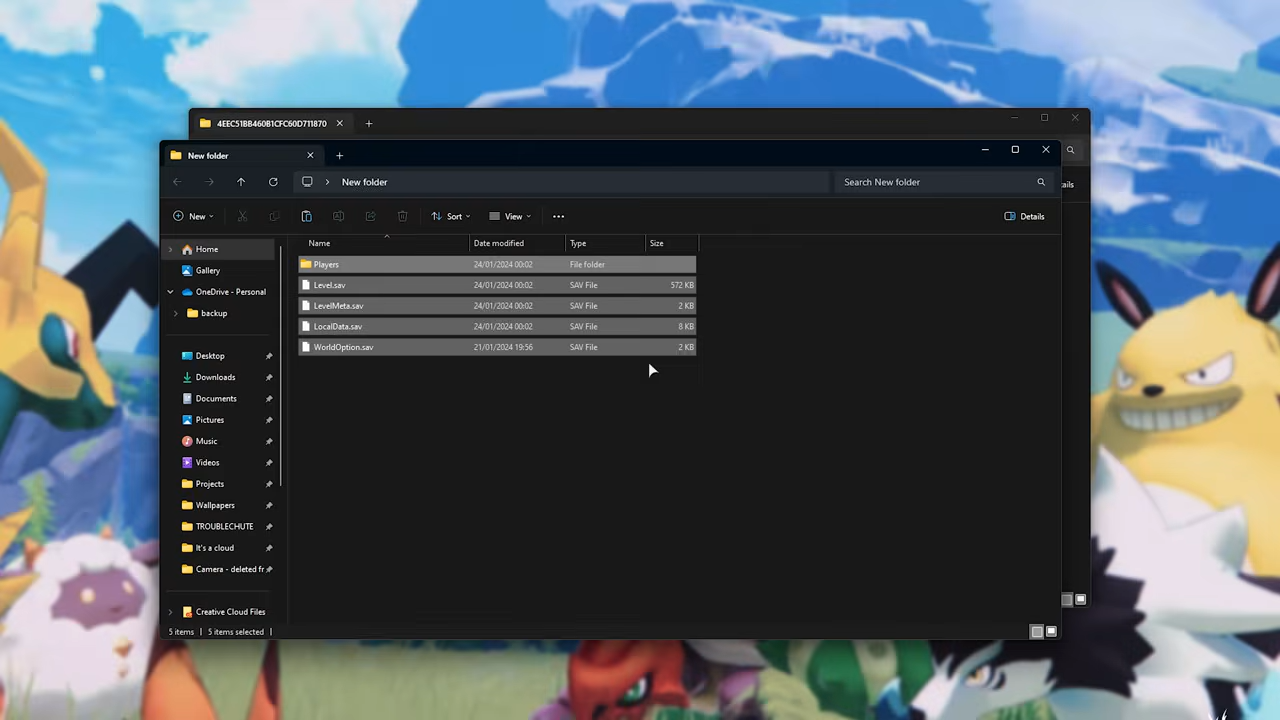 4EEC51BB460B1CFC60D711870
New folder
ails
New folder
Search New folder
New
Sort
View
Details
Name
Date modified
Type
Size
Players
24/01/2024 00:02
File folder
Level.sav
24/01/2024 00:02
SAV File
572 KB
LevelMeta.sav
24/01/2024 00:02
SAV File
2 KB
LocalData.sav
24/01/2024 00:02
SAV File
8 KB
WorldOption.sav
21/01/2024 19:56
SAV File
2 KB
Home
Gallery
OneDrive - Personal
backup
Desktop
Downloads
Documents
Pictures
Music
Videos
Projects
Wallpapers
TROUBLECHUTE
It's a cloud
Camera - deleted fr
Creative Cloud Files
5 items
5 items selected